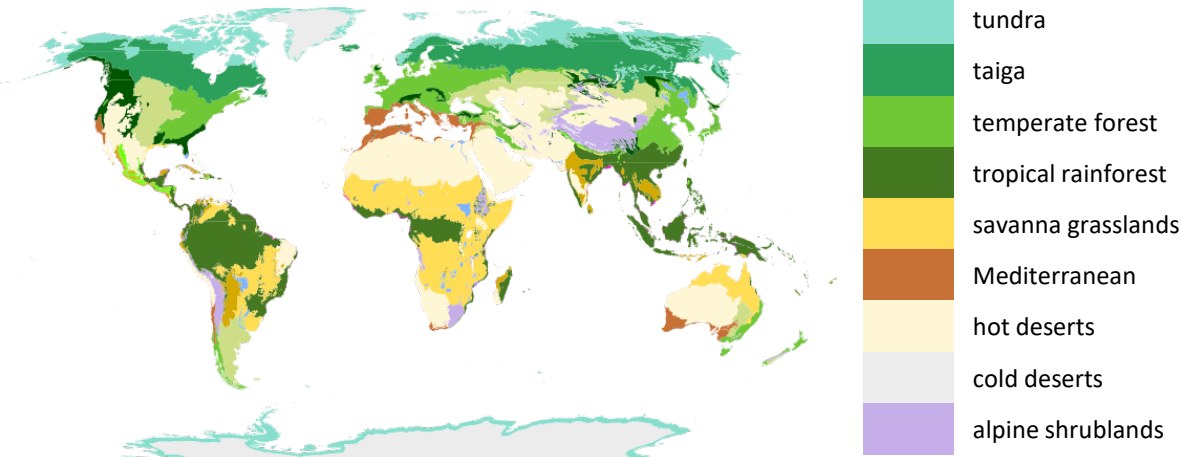 tundra
taiga
temperate forest
tropical rainforest
savanna grasslands
Mediterranean
hot deserts
cold deserts
alpine shrublands